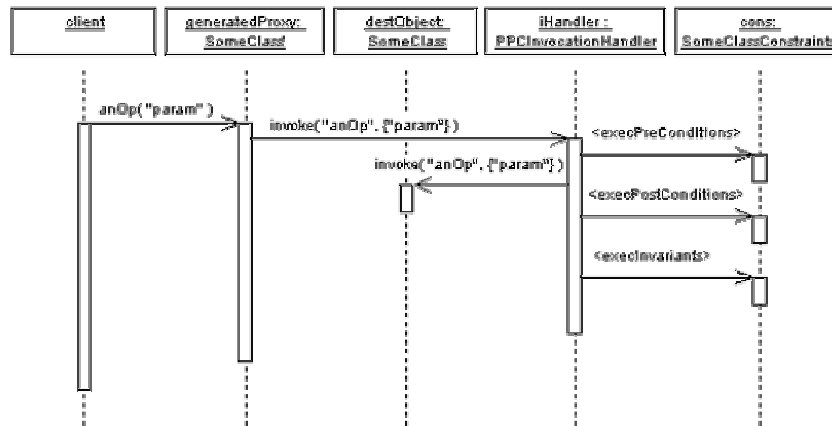 client
generatedProxy:
SomeClass'
destObject:
SomeClass
iHandler :
PPCInvocationHandler
cons:
SomeClassConstraints
anOp("param" )
invoke("anOp", {"param"})
<execPreConditions>
invoke("anOp", {"param"})
<execPostConditions>
<execInvariants>